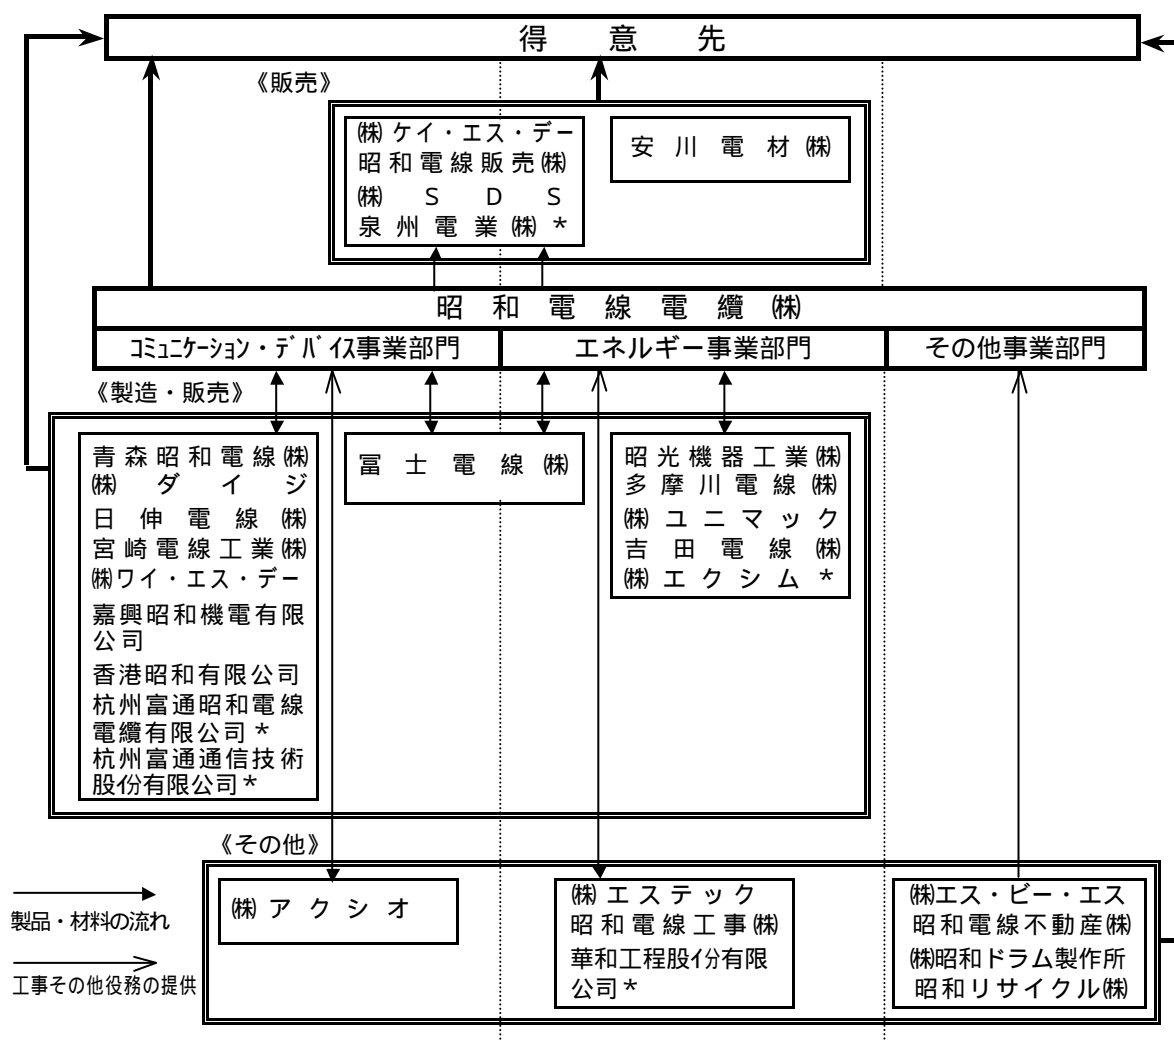 得意先
《販売》
㈱ケイ・エス・デー
昭和電線販売㈱
㈱SDS
泉州電業㈱*
安川電材㈱
昭和電線電纜㈱
ｺﾐｭﾆｹｰｼｮﾝ・ﾃﾞﾊﾞｲｽ事業部門
エネルギー事業部門
その他事業部門
《製造・販売》
青森昭和電線㈱
㈱ダイジ
日伸電線㈱
宮崎電線工業㈱
㈱ワイ・エス・デー
嘉興昭和機電有限
公司
香港昭和有限公司
杭州富通昭和電線
電纜有限公司*
杭州富通通信技術
股份有限公司*
冨士電線㈱
昭光機器工業㈱
多摩川電線㈱
㈱ユニマック
吉田電線㈱
㈱エクシム*
《その他》
㈱アクシオ
㈱エステック
昭和電線工事㈱
華和工程股份有限
公司*
㈱エス・ビー・エス
昭和電線不動産㈱
㈱昭和ドラム製作所
昭和リサイクル㈱
製品・材料の流れ
工事その他役務の提供